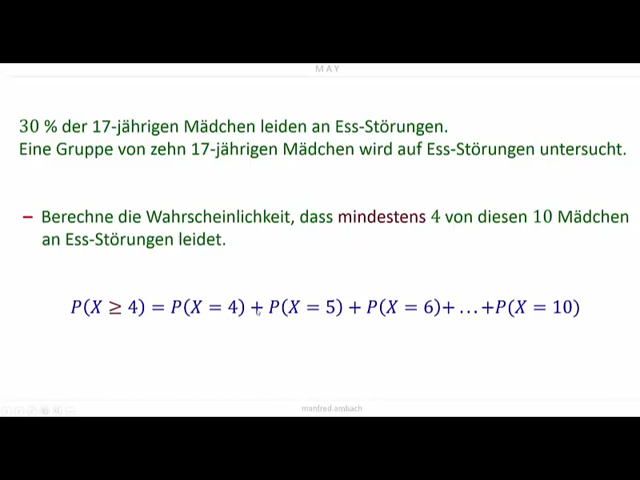 MAY
30 % der 17-jährigen Mädchen leiden an Ess-Störungen.
Eine Gruppe von zehn 17-jährigen Mädchen wird auf Ess-Störungen untersucht.
– Berechne die Wahrscheinlichkeit, dass mindestens 4 von diesen 10 Mädchen
an Ess-Störungen leidet.
P(X ≥ 4) = P(X = 4) + P(X = 5) + P(X = 6)+ …+P(X = 10)
manfred.ambach